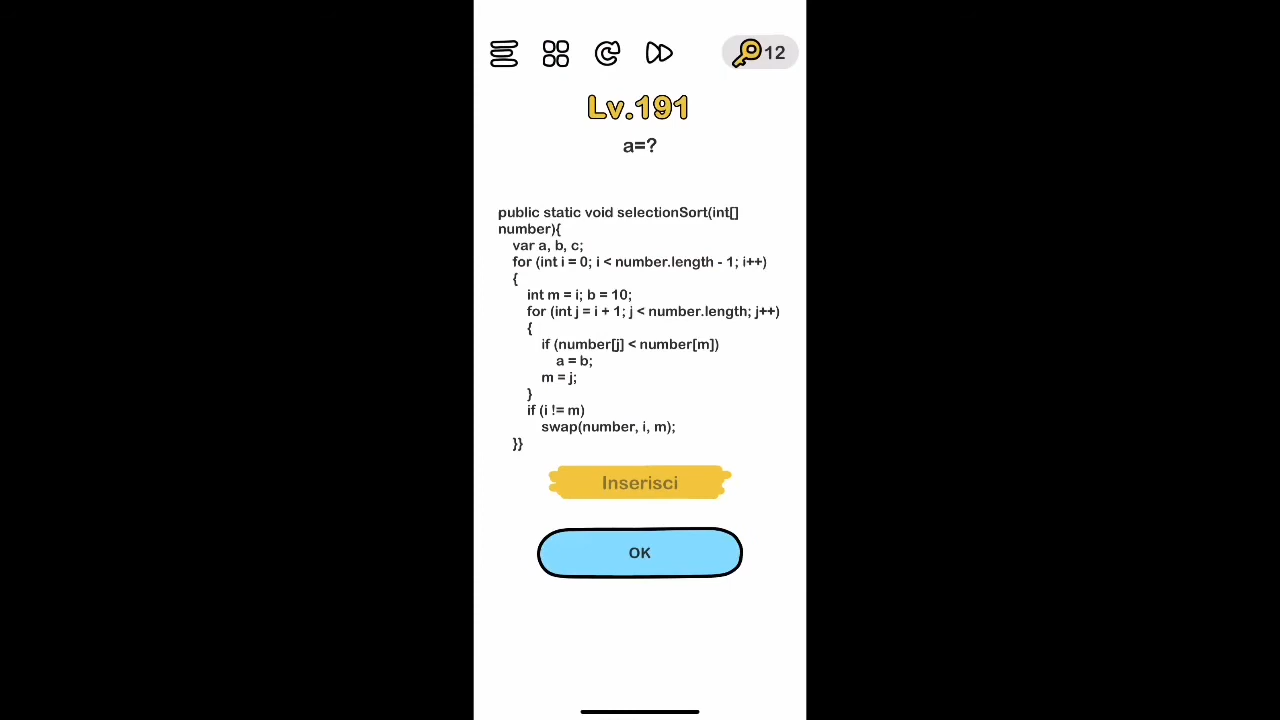 12
Lv.191
a=?
public static void selectionSort(int[]
number){
var a, b, c;
for (int i = 0; i < number.length - 1; i++)
{
int m = i; b = 10;
for (int j = i + 1; j < number.length; j++)
{
if (number[j] < number[m])
a = b;
m = j;
}
if (i != m)
swap(number, i, m);
}}
Inserisci
OK